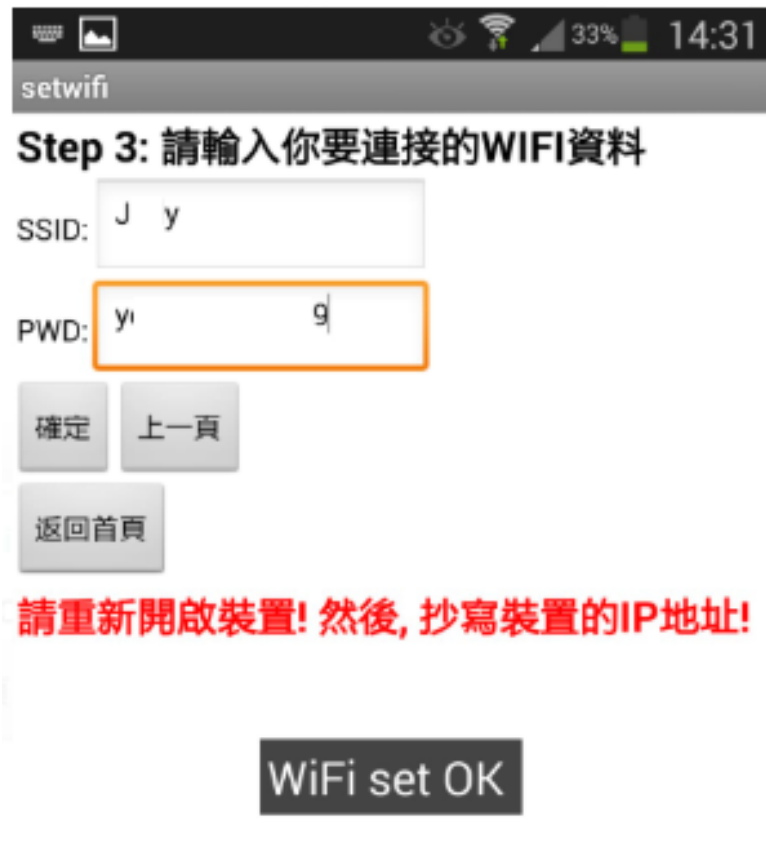 33% 14:31
setwifi
Step 3: 請輸入你要連接的WIFI資料
SSID: J y
PWD: y 9
確定 上一頁
返回首頁
請重新開啟裝置! 然後, 抄寫裝置的IP地址!
WiFi set OK